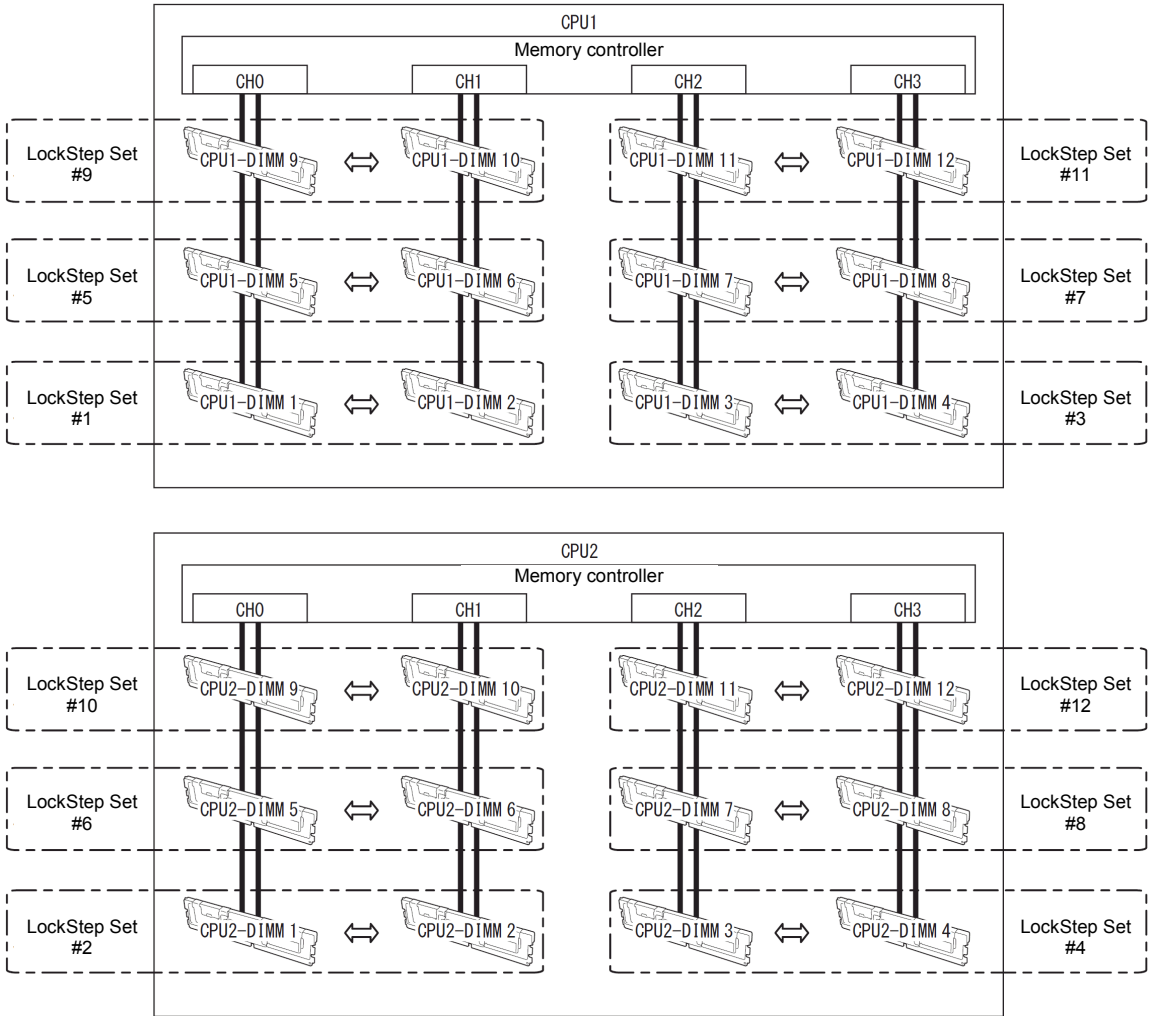 CPU1
Memory controller
CH0 CH1 CH2 CH3
LockStep Set
#9
CPU1-DIMM 9 CPU1-DIMM 10 CPU1-DIMM 11 CPU1-DIMM 12
LockStep Set
#11
LockStep Set
#5
CPU1-DIMM 5 CPU1-DIMM 6 CPU1-DIMM 7 CPU1-DIMM 8
LockStep Set
#7
LockStep Set
#1
CPU1-DIMM 1 CPU1-DIMM 2 CPU1-DIMM 3 CPU1-DIMM 4
LockStep Set
#3
CPU2
Memory controller
CH0 CH1 CH2 CH3
LockStep Set
#10
CPU2-DIMM 9 CPU2-DIMM 10 CPU2-DIMM 11 CPU2-DIMM 12
LockStep Set
#12
LockStep Set
#6
CPU2-DIMM 5 CPU2-DIMM 6 CPU2-DIMM 7 CPU2-DIMM 8
LockStep Set
#8
LockStep Set
#2
CPU2-DIMM 1 CPU2-DIMM 2 CPU2-DIMM 3 CPU2-DIMM 4
LockStep Set
#4